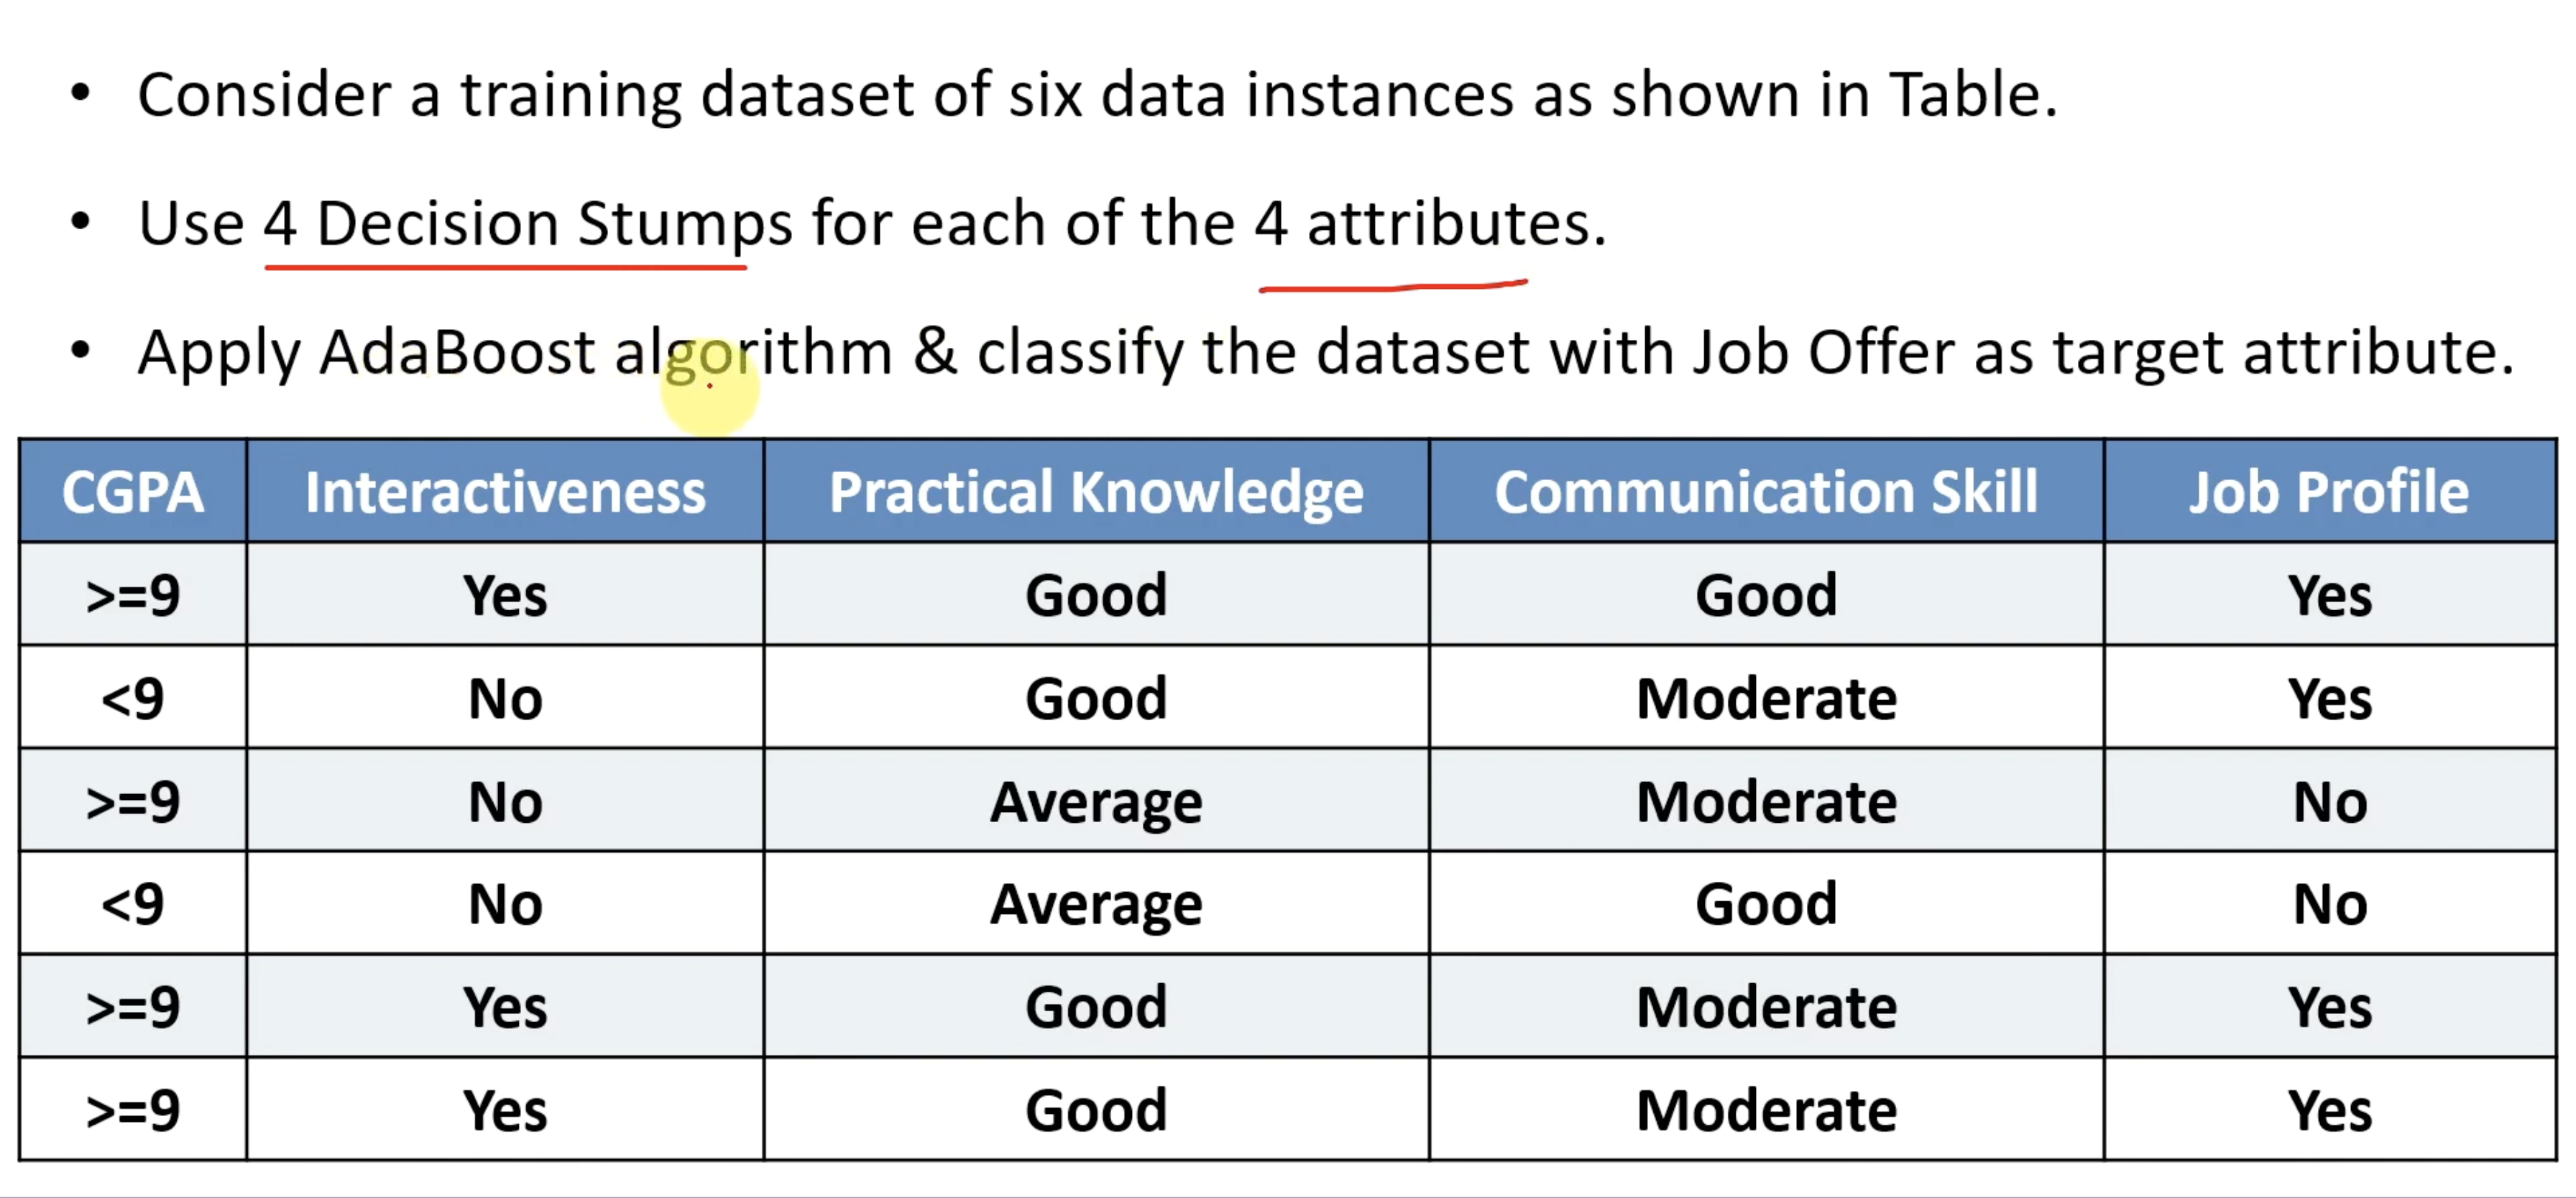 • Consider a training dataset of six data instances as shown in Table.
• Use 4 Decision Stumps for each of the 4 attributes.
• Apply AdaBoost algorithm & classify the dataset with Job Offer as target attribute.
CGPA Interactiveness Practical Knowledge Communication Skill Job Profile
>=9 Yes Good Good Yes
<9 No Good Moderate Yes
>=9 No Average Moderate No
<9 No Average Good No
>=9 Yes Good Moderate Yes
>=9 Yes Good Moderate Yes